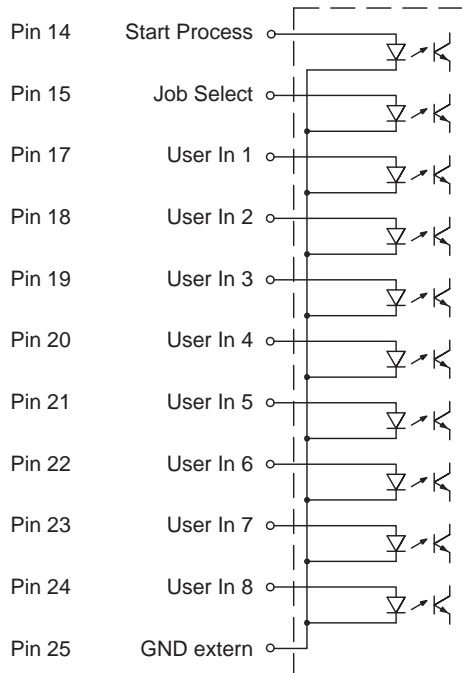 Pin 14 Start Process
Pin 15 Job Select
Pin 17 User In 1
Pin 18 User In 2
Pin 19 User In 3
Pin 20 User In 4
Pin 21 User In 5
Pin 22 User In 6
Pin 23 User In 7
Pin 24 User In 8
Pin 25 GND extern